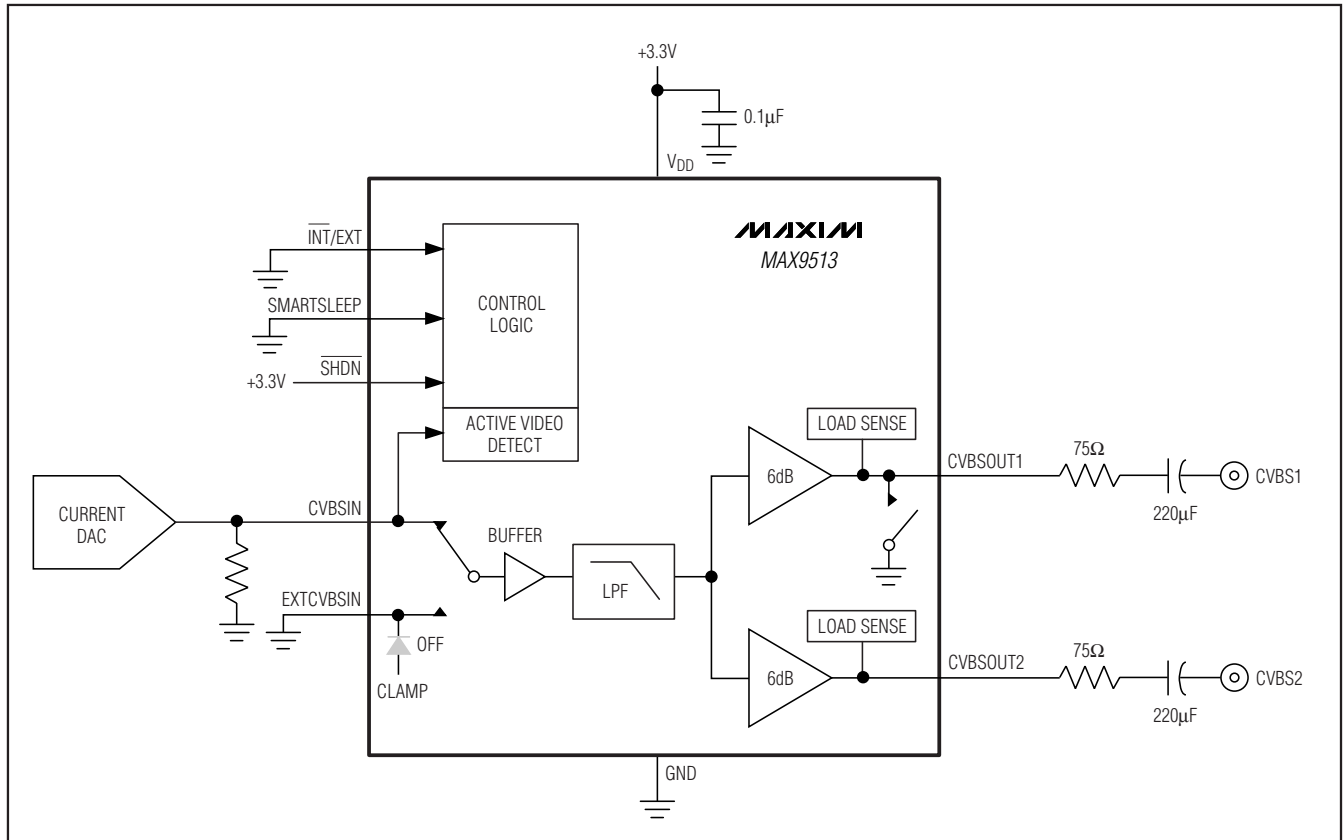 +3.3V
0.1μF
VDD
MAXIM
MAX9513
INT/EXT
SMARTSLEEP
SHDN
+3.3V
CONTROL
LOGIC
ACTIVE VIDEO
DETECT
CURRENT
DAC
CVBSIN
BUFFER
LPF
EXTCVBSIN
OFF
CLAMP
6dB
LOAD SENSE
CVBSOUT1
75Ω
220μF
CVBS1
6dB
LOAD SENSE
CVBSOUT2
75Ω
220μF
CVBS2
GND